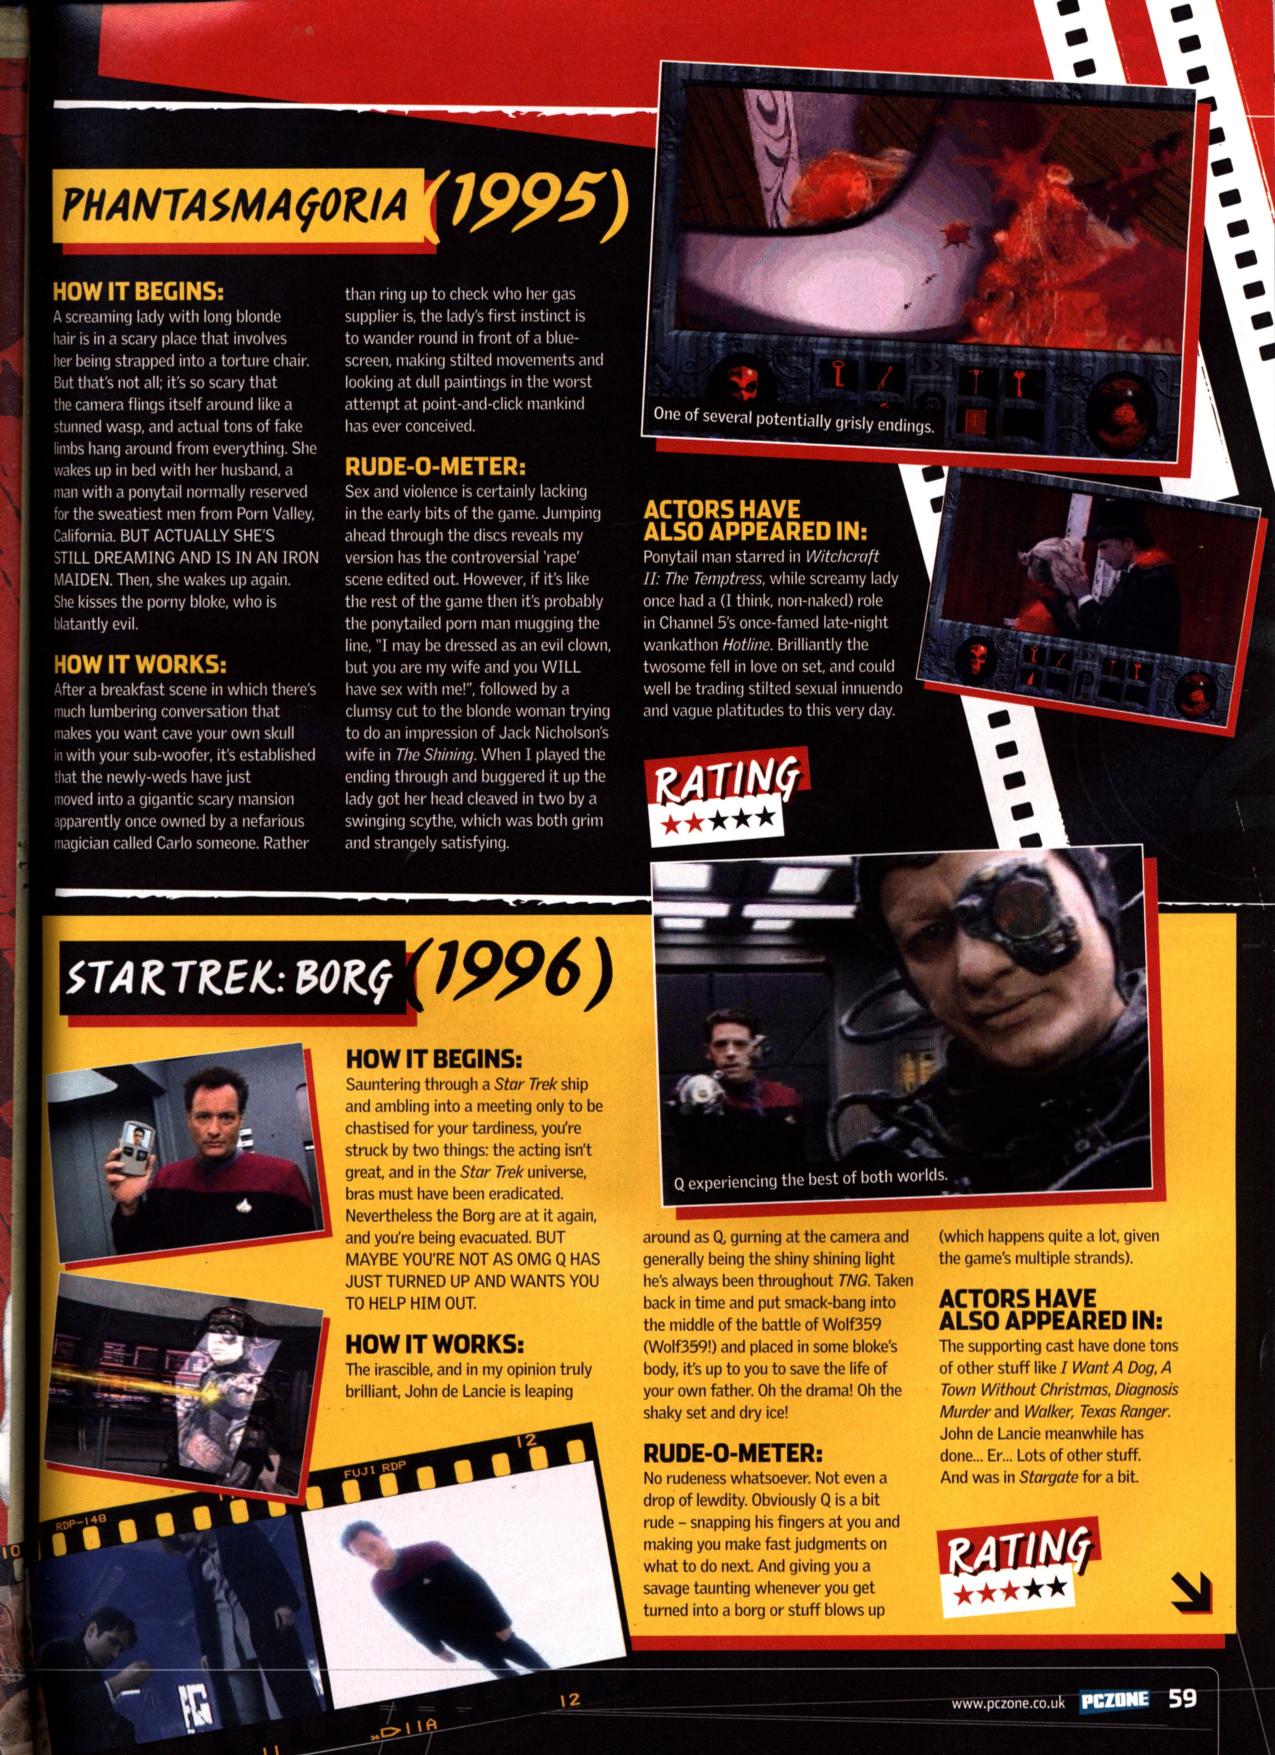 PHANTASMAGORIA (1995)
HOW IT BEGINS:
A screaming lady with long blonde
hair is in a scary place that involves
her being strapped into a torture chair.
But that's not all; it's so scary that
the camera flings itself around like a
stunned wasp, and actual tons of fake
limbs hang around from everything. She
wakes up in bed with her husband, a
man with a ponytail normally reserved
for the sweatiest men from Porn Valley,
California. BUT ACTUALLY SHE'S
STILL DREAMING AND IS IN AN IRON
MAIDEN. Then, she wakes up again.
She kisses the porny bloke, who is
blatantly evil.
HOW IT WORKS:
After a breakfast scene in which there's
much lumbering conversation that
makes you want cave your own skull
in with your sub-woofer, it's established
that the newly-weds have just
moved into a gigantic scary mansion
apparently once owned by a nefarious
magician called Carlo someone. Rather
than ring up to check who her gas
supplier is, the lady's first instinct is
to wander round in front of a blue-
screen, making stilted movements and
looking at dull paintings in the worst
attempt at point-and-click mankind
has ever conceived.
RUDE-O-METER:
Sex and violence is certainly lacking
in the early bits of the game. Jumping
ahead through the discs reveals my
version has the controversial 'rape'
scene edited out. However, if it's like
the rest of the game then it's probably
the ponytailed porn man mugging the
line, "I may be dressed as an evil clown,
but you are my wife and you WILL
have sex with me!", followed by a
clumsy cut to the blonde woman trying
to do an impression of Jack Nicholson's
wife in The Shining. When I played the
ending through and buggered it up the
lady got her head cleaved in two by a
swinging scythe, which was both grim
and strangely satisfying.
One of several potentially grisly endings.
ACTORS HAVE
ALSO APPEARED IN:
Ponytail man starred in Witchcraft
II: The Temptress, while screamy lady
once had a (I think, non-naked) role
in Channel 5's once-famed late-night
wankathon Hotline. Brilliantly the
twosome fell in love on set, and could
well be trading stilted sexual innuendo
and vague platitudes to this very day.
RATING
★★★★★
STAR TREK: BORG (1996)
HOW IT BEGINS:
Sauntering through a Star Trek ship
and ambling into a meeting only to be
chastised for your tardiness, you're
struck by two things: the acting isn't
great, and in the Star Trek universe,
bras must have been eradicated.
Nevertheless the Borg are at it again,
and you're being evacuated. BUT
MAYBE YOU'RE NOT AS OMG Q HAS
JUST TURNED UP AND WANTS YOU
TO HELP HIM OUT.
HOW IT WORKS:
The irascible, and in my opinion truly
brilliant, John de Lancie is leaping
Q experiencing the best of both worlds.
around as Q, gurning at the camera and
generally being the shiny shining light
he's always been throughout TNG. Taken
back in time and put smack-bang into
the middle of the battle of Wolf359
(Wolf359!) and placed in some bloke's
body, it's up to you to save the life of
your own father. Oh the drama! Oh the
shaky set and dry ice!
RUDE-O-METER:
No rudeness whatsoever. Not even a
drop of lewdity. Obviously Q is a bit
rude – snapping his fingers at you and
making you make fast judgments on
what to do next. And giving you a
savage taunting whenever you get
turned into a borg or stuff blows up
(which happens quite a lot, given
the game's multiple strands).
ACTORS HAVE
ALSO APPEARED IN:
The supporting cast have done tons
of other stuff like I Want A Dog, A
Town Without Christmas, Diagnosis
Murder and Walker, Texas Ranger.
John de Lancie meanwhile has
done... Er... Lots of other stuff.
And was in Stargate for a bit.
RATING
★★★★★
12
FUJI RDP
RDP-148
10
12
11A
11
www.pczone.co.uk PCZONE 59